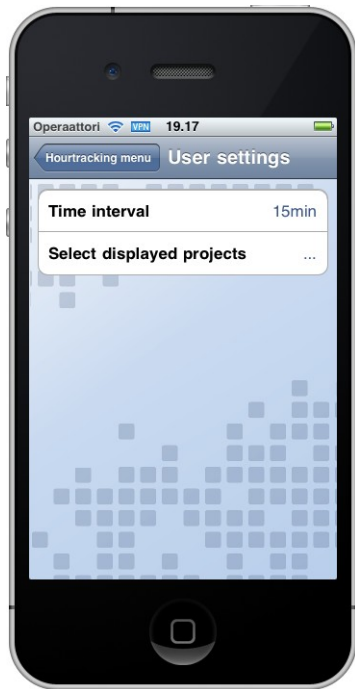 Operaattori VPN 19.17
Hourtracking menu User settings
Time interval 15min
Select displayed projects ...